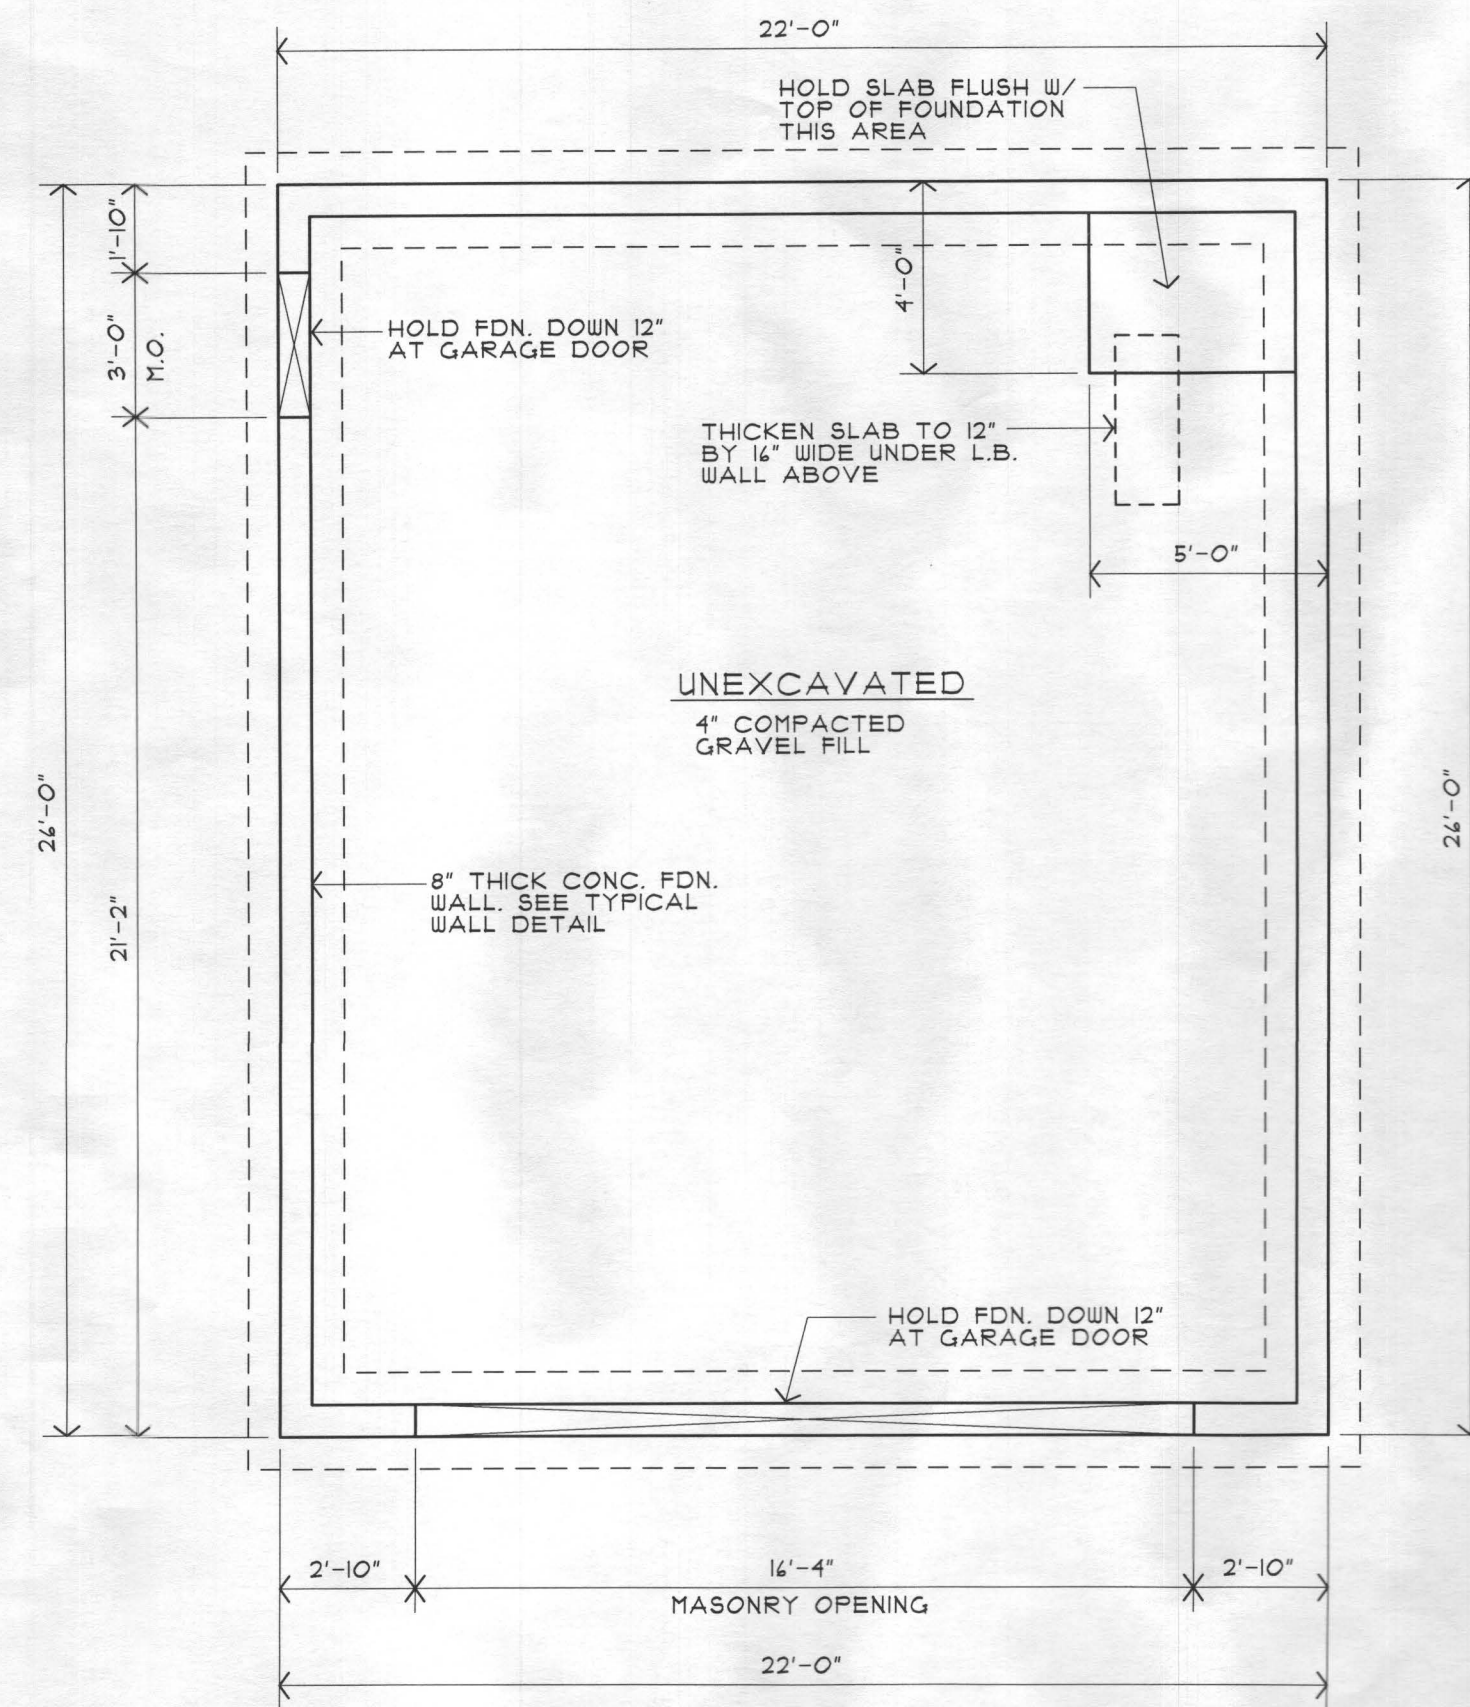 22'-0"
HOLD SLAB FLUSH W/
TOP OF FOUNDATION
THIS AREA
1'-10"
4'-0"
3'-0"
M.O.
HOLD FDN. DOWN 12"
AT GARAGE DOOR
THICKEN SLAB TO 12"
BY 16" WIDE UNDER L.B.
WALL ABOVE
5'-0"
UNEXCAVATED
4" COMPACTED
GRAVEL FILL
26'-0"
26'-0"
8" THICK CONC. FDN.
WALL. SEE TYPICAL
WALL DETAIL
21'-2"
HOLD FDN. DOWN 12"
AT GARAGE DOOR
2'-10"
16'-4"
2'-10"
MASONRY OPENING
22'-0"